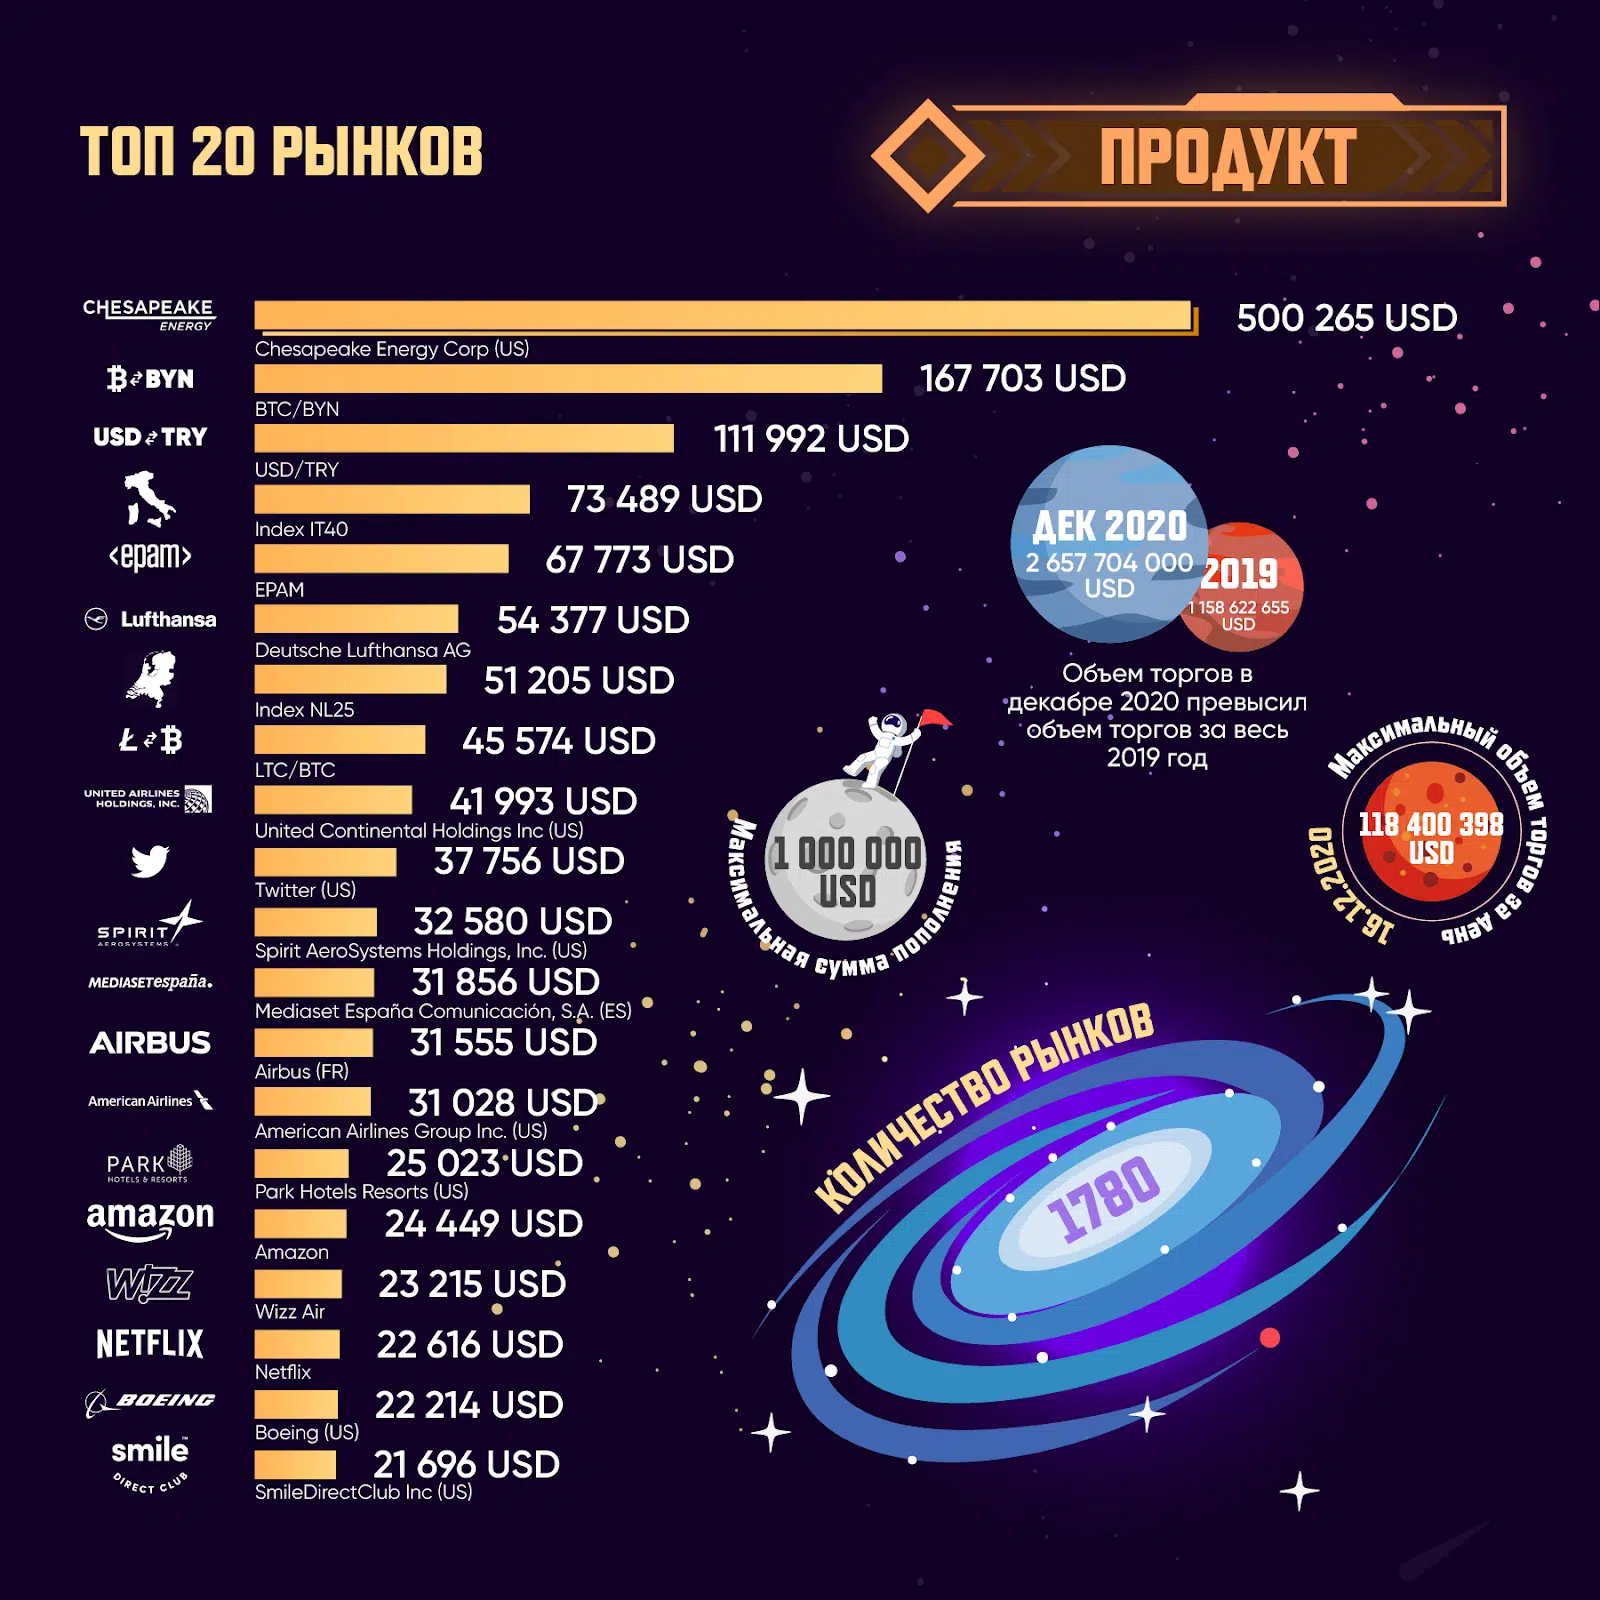 ТОП 20 РЫНКОВ
ПРОДУКТ
CHESAPEAKE
ENERGY
500 265 USD
Chesapeake Energy Corp (US)
₿⇄BYN
167 703 USD
BTC/BYN
USD⇄TRY
111 992 USD
USD/TRY
73 489 USD
Index IT40
<epam>
67 773 USD
EPAM
Lufthansa
54 377 USD
Deutsche Lufthansa AG
51 205 USD
Index NL25
Ł⇄₿
45 574 USD
LTC/BTC
UNITED AIRLINES
HOLDINGS, INC.
41 993 USD
United Continental Holdings Inc (US)
37 756 USD
Twitter (US)
SPIRIT
AEROSYSTEMS
32 580 USD
Spirit AeroSystems Holdings, Inc. (US)
MEDIASETespaña.
31 856 USD
Mediaset España Comunicación, S.A. (ES)
AIRBUS
31 555 USD
Airbus (FR)
American Airlines
31 028 USD
American Airlines Group Inc. (US)
PARK
HOTELS & RESORTS
25 023 USD
Park Hotels Resorts (US)
amazon
24 449 USD
Amazon
WIZZ
23 215 USD
Wizz Air
NETFLIX
22 616 USD
Netflix
BOEING
22 214 USD
Boeing (US)
smile™
DIRECT CLUB
21 696 USD
SmileDirectClub Inc (US)
ДЕК 2020
2 657 704 000
USD
2019
1 158 622 655
USD
Объем торгов в
декабре 2020 превысил
объем торгов за весь
2019 год
1 000 000
USD
Максимальная сумма пополнения
Максимальный объем торгов за день
118 400 398
USD
16.12.2020
КОЛИЧЕСТВО РЫНКОВ
1780